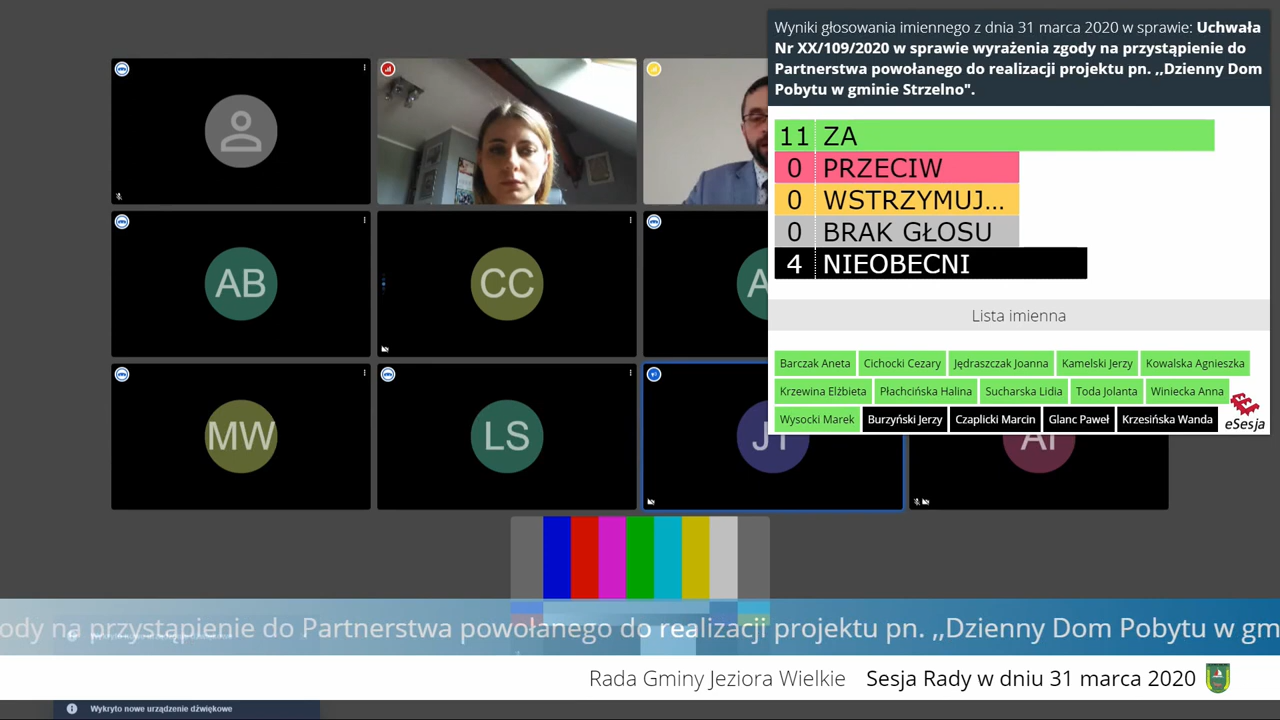 Wyniki głosowania imiennego z dnia 31 marca 2020 w sprawie: Uchwała
Nr XX/109/2020 w sprawie wyrażenia zgody na przystąpienie do
Partnerstwa powołanego do realizacji projektu pn. ,,Dzienny Dom
Pobytu w gminie Strzelno".
11 ZA
0 PRZECIW
0 WSTRZYMUJ...
0 BRAK GŁOSU
4 NIEOBECNI
Lista imienna
Barczak Aneta Cichocki Cezary Jędraszczak Joanna Kamelski Jerzy Kowalska Agnieszka
Krzewina Elżbieta Płachcińska Halina Sucharska Lidia Toda Jolanta Winiecka Anna
Wysocki Marek Burzyński Jerzy Czaplicki Marcin Glanc Paweł Krzesińska Wanda
eSesja
AB CC A
MW LS JT
ody na przystąpienie do Partnerstwa powołanego do realizacji projektu pn. ,,Dzienny Dom Pobytu w gm
Rada Gminy Jeziora Wielkie Sesja Rady w dniu 31 marca 2020
Wykryto nowe urządzenie dźwiękowe